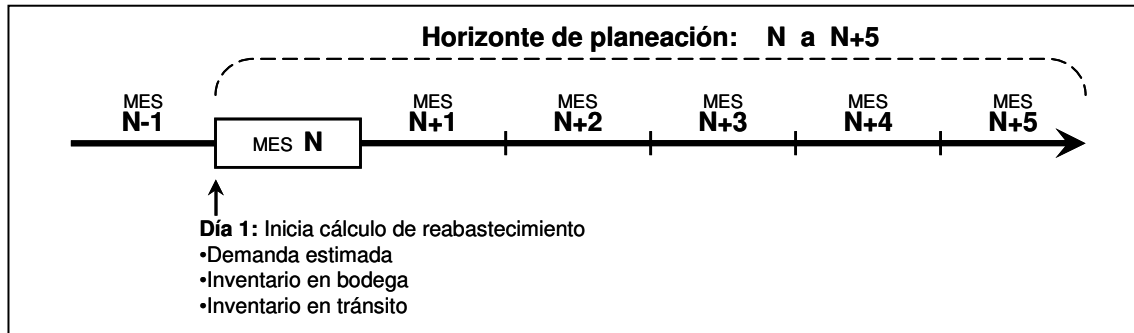 Horizonte de planeación: N a N+5
MES MES MES MES MES MES
N-1 N+1 N+2 N+3 N+4 N+5
MES N
Día 1: Inicia cálculo de reabastecimiento
•Demanda estimada
•Inventario en bodega
•Inventario en tránsito